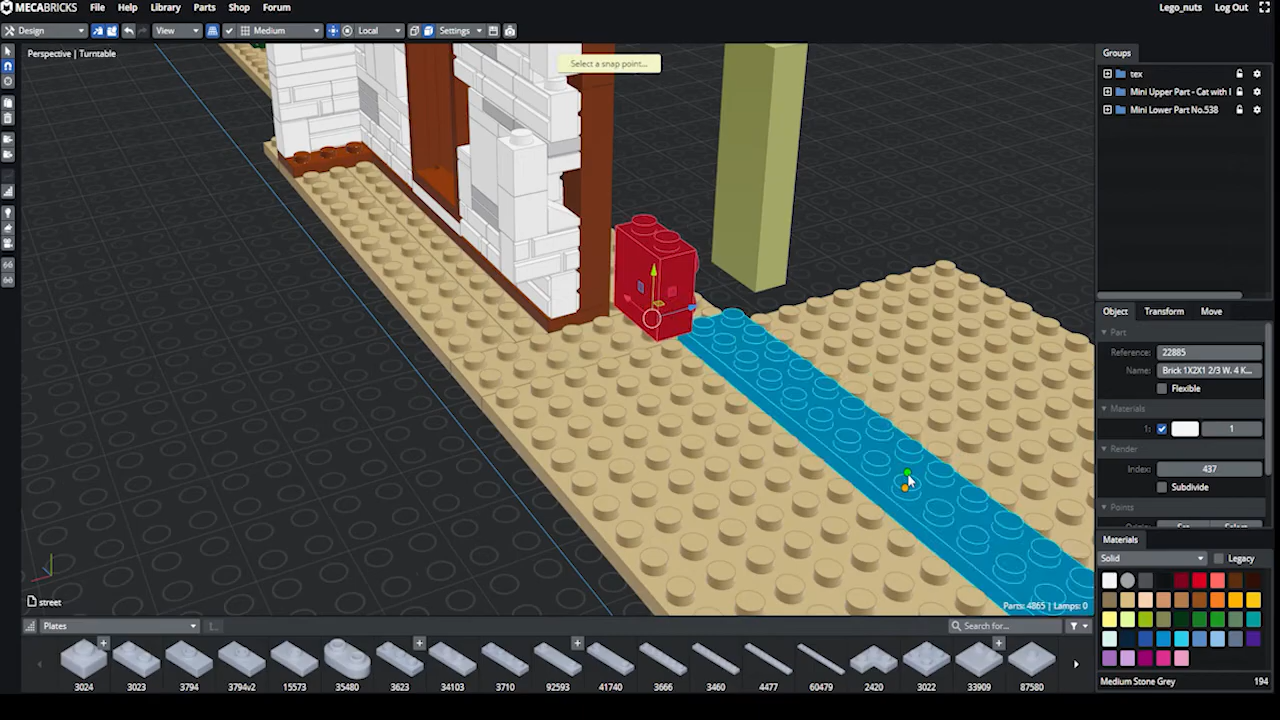 MECABRICKS File Help Library Parts Shop Forum Lego_nuts Log Out
Design View Medium Local Settings
Perspective | Turntable
Select a snap point...
Groups
tex
Mini Upper Part - Cat with l
Mini Lower Part No.538
Object Transform Move
Part
Reference: 22885
Name: Brick 1X2X1 2/3 W. 4 K...
Flexible
Materials
1: 1
Render
Index: 437
Subdivide
Points
Materials
Solid Legacy
street
Parts: 4865 | Lamps: 0
Plates Search for...
3024 3023 3794 3794v2 15573 35480 3623 34103 3710 92593 41740 3666 3460 4477 60479 2420 3022 33909 87580
Medium Stone Grey 194